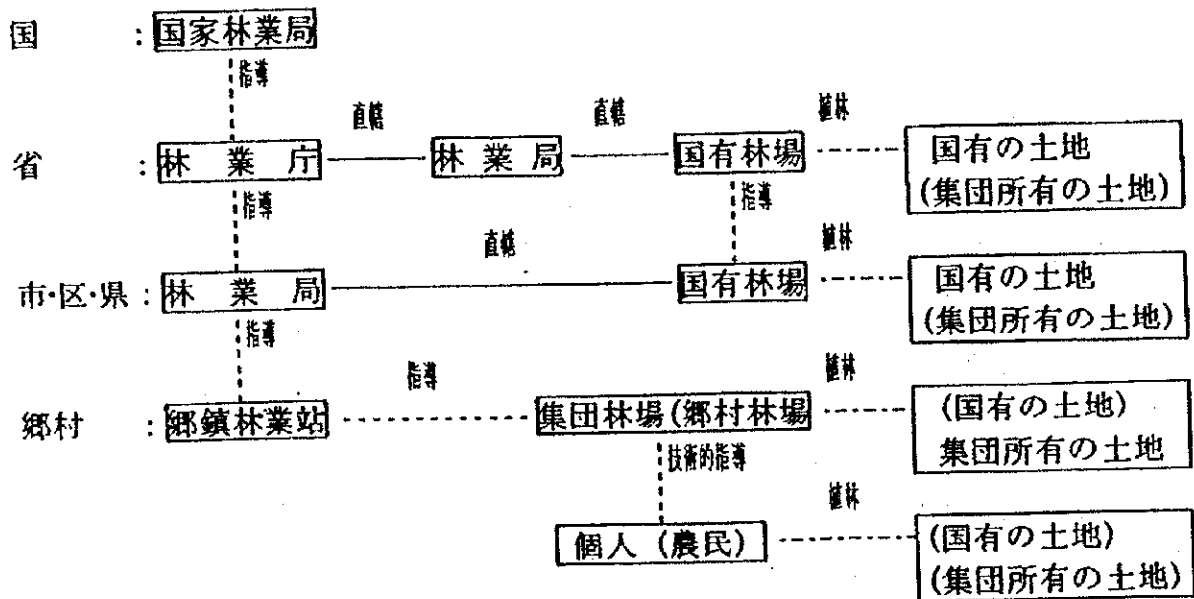 国 : 国家林業局
指導
直轄 直轄 植林
省 : 林業庁 林業局 国有林場 国有の土地
(集団所有の土地)
指導 指導
直轄 植林
市・区・県 : 林業局 国有林場 国有の土地
(集団所有の土地)
指導
指導 植林
郷村 : 郷鎮林業站 集団林場(郷村林場 (国有の土地)
集団所有の土地
技術的指導
植林
個人(農民) (国有の土地)
(集団所有の土地)